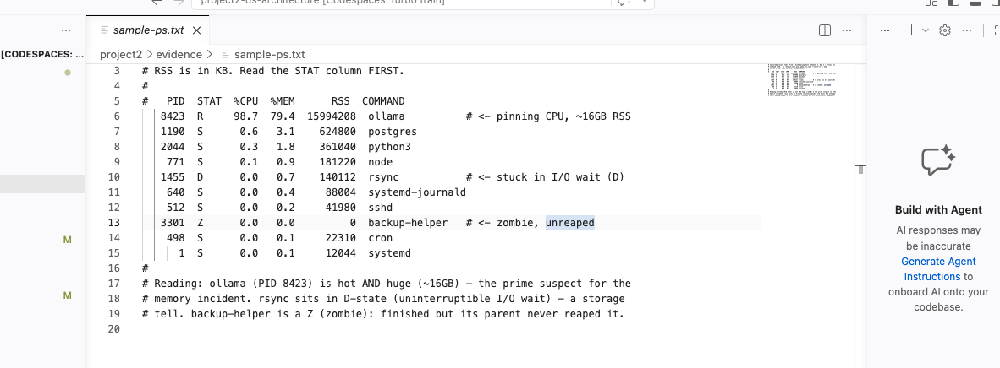 project2-os-architecture [Codespaces: turbo train]
sample-ps.txt
[CODESPACES: ...
project2 > evidence > sample-ps.txt
3 # RSS is in KB. Read the STAT column FIRST.
4 #
5 # PID STAT %CPU %MEM RSS COMMAND
6 8423 R 98.7 79.4 15994208 ollama # <- pinning CPU, ~16GB RSS
7 1190 S 0.6 3.1 624800 postgres
8 2044 S 0.3 1.8 361040 python3
9 771 S 0.1 0.9 181220 node
10 1455 D 0.0 0.7 140112 rsync # <- stuck in I/O wait (D)
11 640 S 0.0 0.4 88004 systemd-journald
12 512 S 0.0 0.2 41980 sshd
13 3301 Z 0.0 0.0 0 backup-helper # <- zombie, unreaped
14 498 S 0.0 0.1 22310 cron
15 1 S 0.0 0.1 12044 systemd
16 #
17 # Reading: ollama (PID 8423) is hot AND huge (~16GB) — the prime suspect for the
18 # memory incident. rsync sits in D-state (uninterruptible I/O wait) — a storage
19 # tell. backup-helper is a Z (zombie): finished but its parent never reaped it.
20
M
M
Build with Agent
AI responses may
be inaccurate
Generate Agent
Instructions to
onboard AI onto your
codebase.